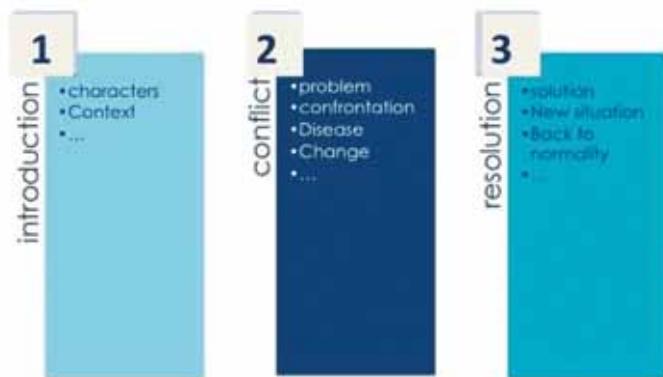 1
introduction
•characters
•Context
•...
2
conflict
•problem
•confrontation
•Disease
•Change
•...
3
resolution
•solution
•New situation
•Back to
normality
•...